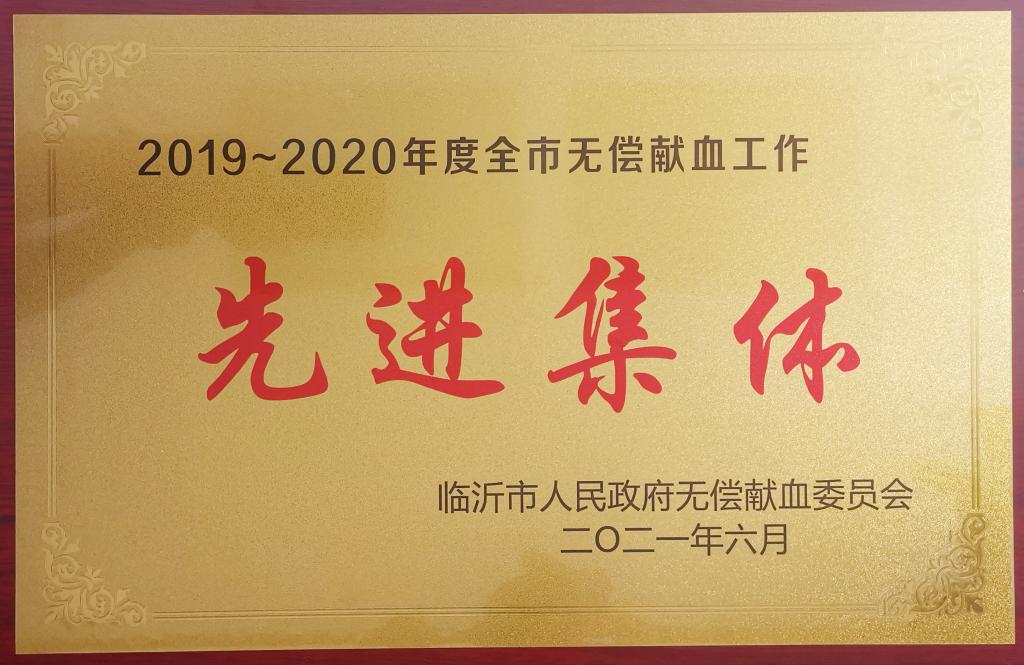 2019~2020年度全市无偿献血工作
先进集体
临沂市人民政府无偿献血委员会
二〇二一年六月